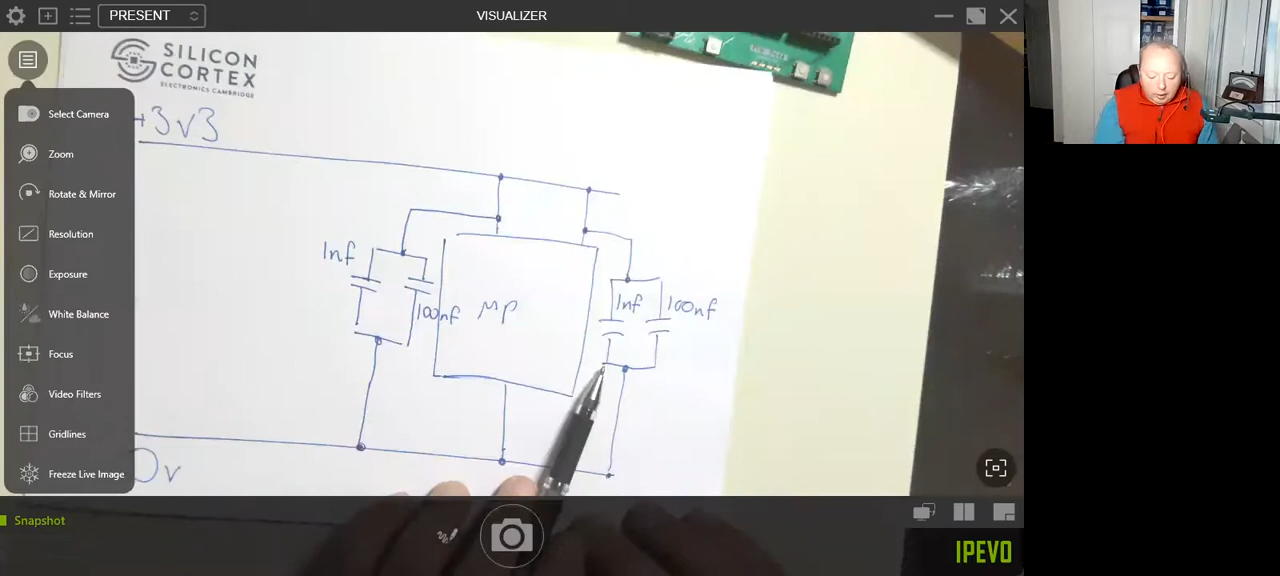 PRESENT
VISUALIZER
SILICON
CORTEX
ELECTRONICS CAMBRIDGE
+3v3
Select Camera
Zoom
Rotate & Mirror
Resolution
Exposure
White Balance
Focus
Video Filters
Gridlines
Freeze Live Image
1nf
100nf
μp
1nf
100nf
0v
Snapshot
IPEVO